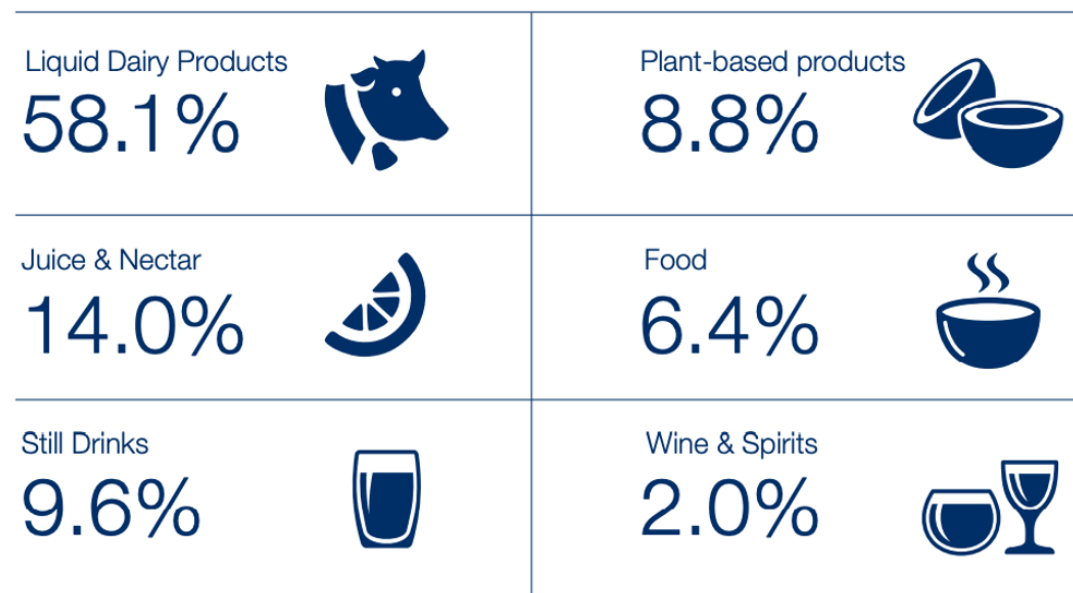 Liquid Dairy Products
58.1%
Plant-based products
8.8%
Juice & Nectar
14.0%
Food
6.4%
Still Drinks
9.6%
Wine & Spirits
2.0%